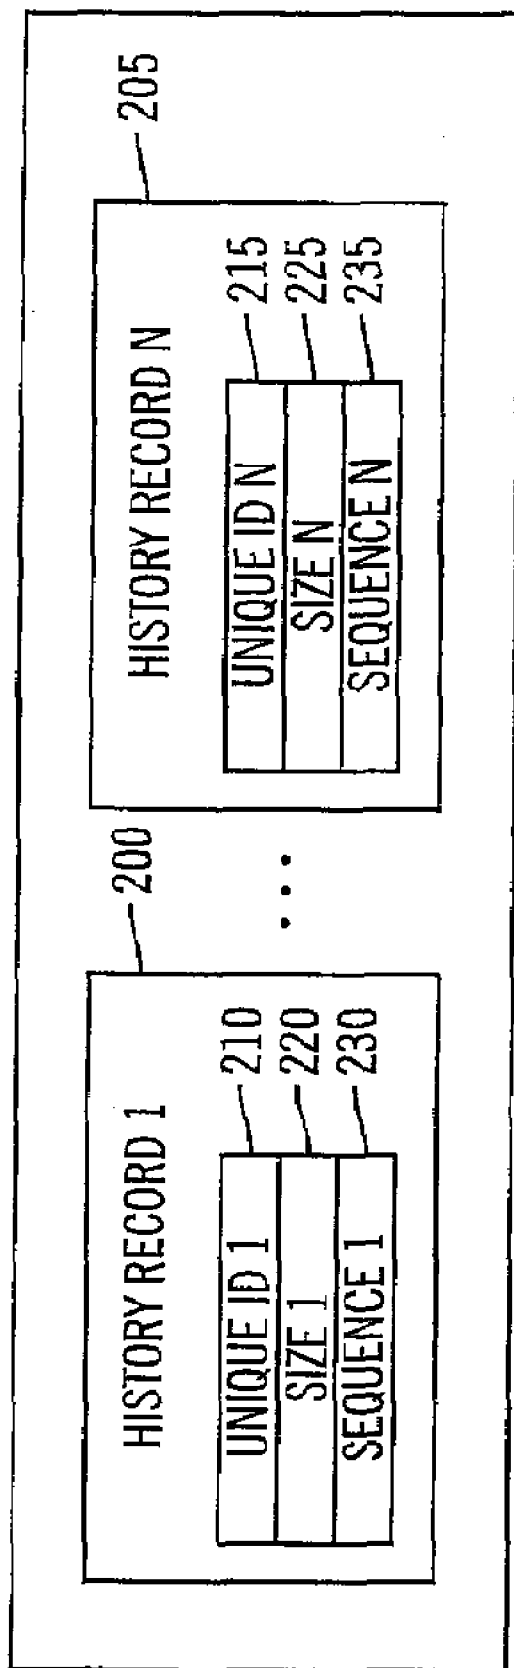 HISTORY RECORD 1
200
UNIQUE ID 1
210
SIZE 1
220
SEQUENCE 1
230
• • •
HISTORY RECORD N
205
UNIQUE ID N
215
SIZE N
225
SEQUENCE N
235